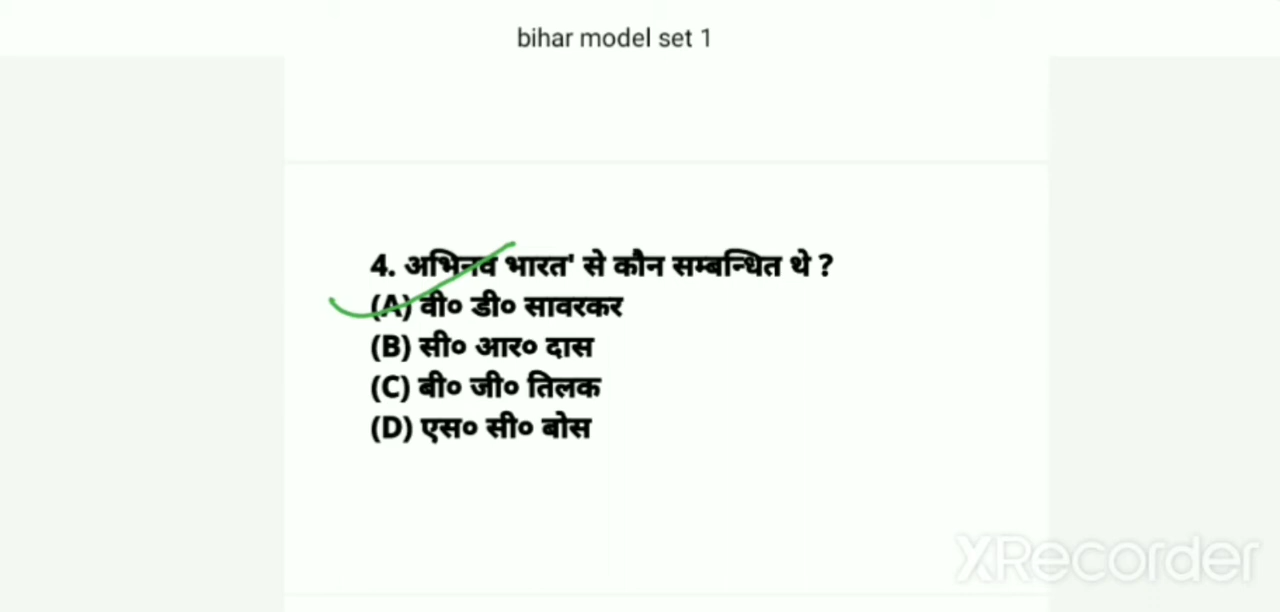 bihar model set 1
4. अभिनव भारत' से कौन सम्बन्धित थे ?
(A) वी० डी० सावरकर
(B) सी० आर० दास
(C) बी० जी० तिलक
(D) एस० सी० बोस
XRecorder